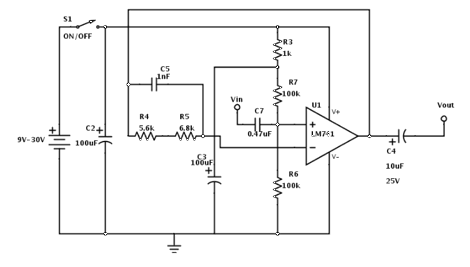 S1
ON/OFF
R3
1k
C5
1nF
R7
100k
Vin
U1
C7
V+
Vout
R4
R5
+
LM741
9V-30V
+
C2
+
100uF
5.6k
6.8k
0.47uF
-
C3
100uF
+
V-
+
C4
R6
100k
10uF
25V